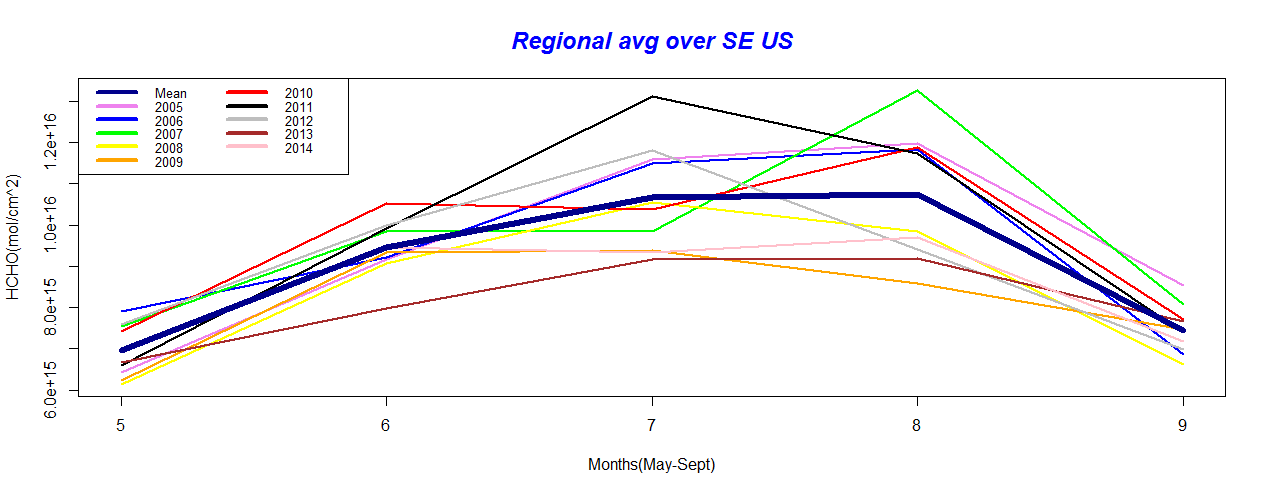 Regional avg over SE US
Mean 2010
2005 2011
2006 2012
2007 2013
2008 2014
2009
HCHO(mol/cm^2)
1.2e+16
1.0e+16
8.0e+15
6.0e+15
5 6 7 8 9
Months(May-Sept)